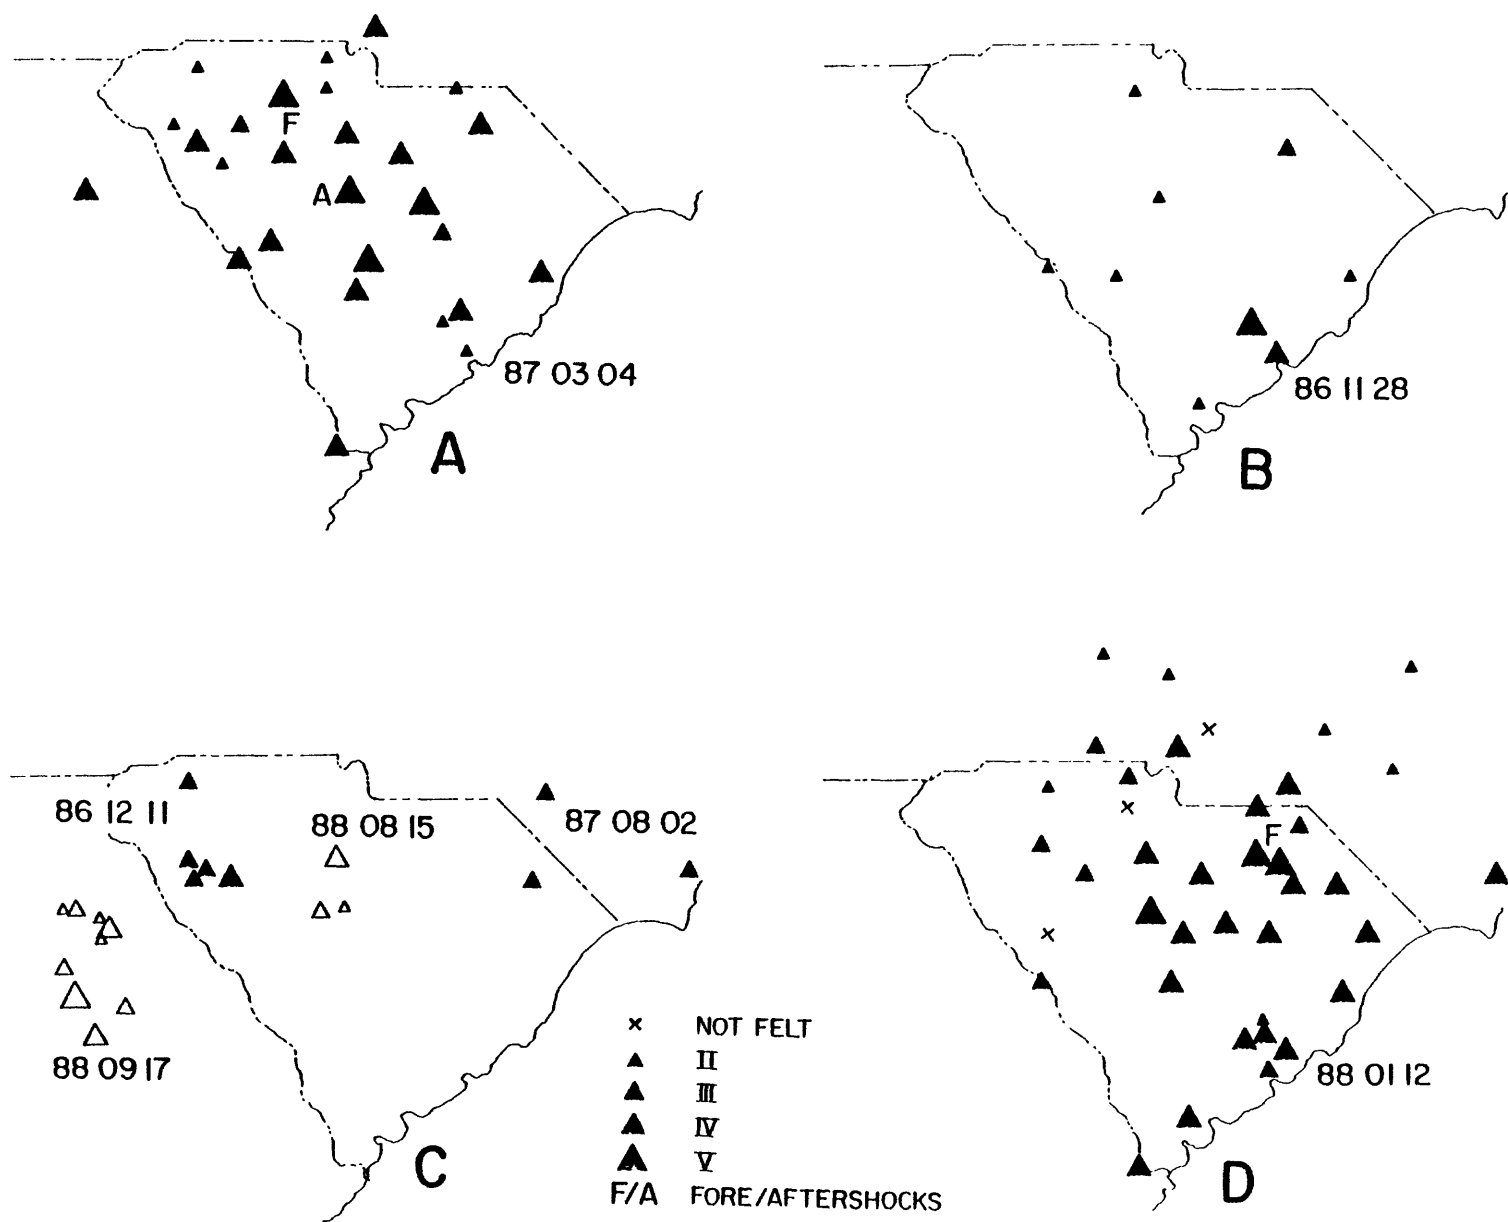 F
A
87 03 04
A
86 11 28
B
86 12 11
88 08 15
87 08 02
88 09 17
C
F
88 01 12
D
× NOT FELT
II
III
IV
V
F/A FORE/AFTERSHOCKS